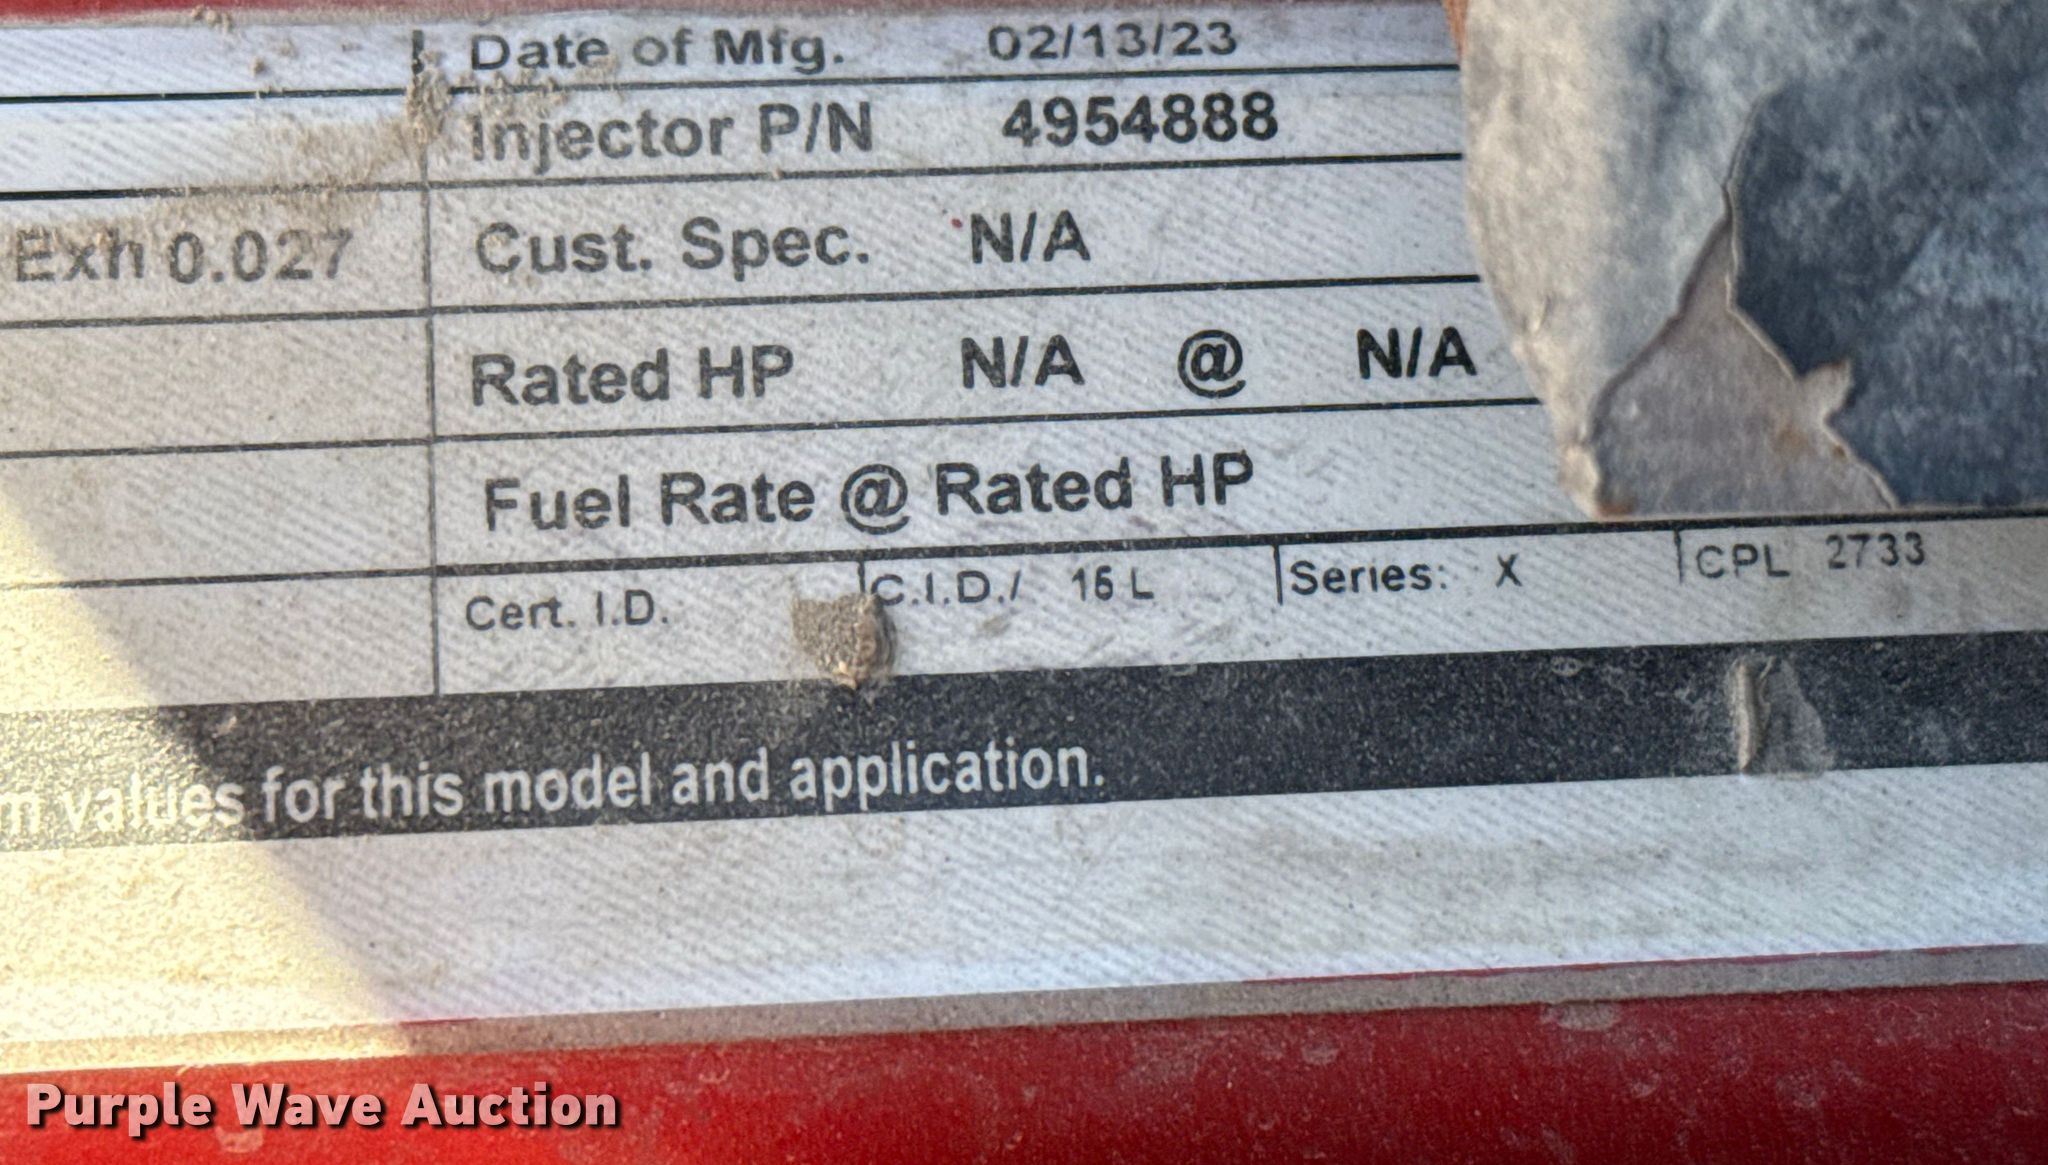 Date of Mfg. 02/13/23
Injector P/N 4954888
Exh 0.027 Cust. Spec. N/A
Rated HP N/A @ N/A
Fuel Rate @ Rated HP
Cert. I.D. C.I.D./ 15 L Series: X CPL 2733
values for this model and application.
Purple Wave Auction